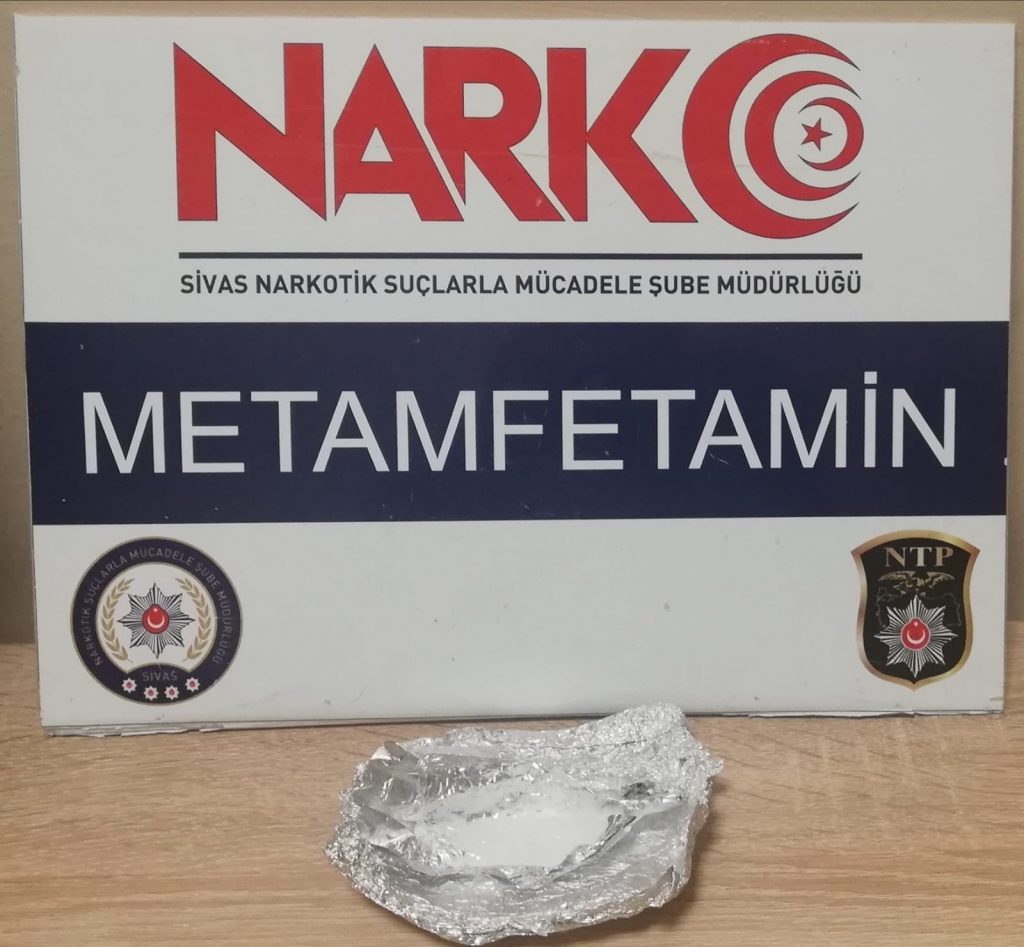 NARKO
SİVAS NARKOTİK SUÇLARLA MÜCADELE ŞUBE MÜDÜRLÜĞÜ
METAMFETAMİN
NARKOTİK SUÇLARLA MÜCADELE ŞUBE MÜDÜRLÜĞÜ
SİVAS
NTP